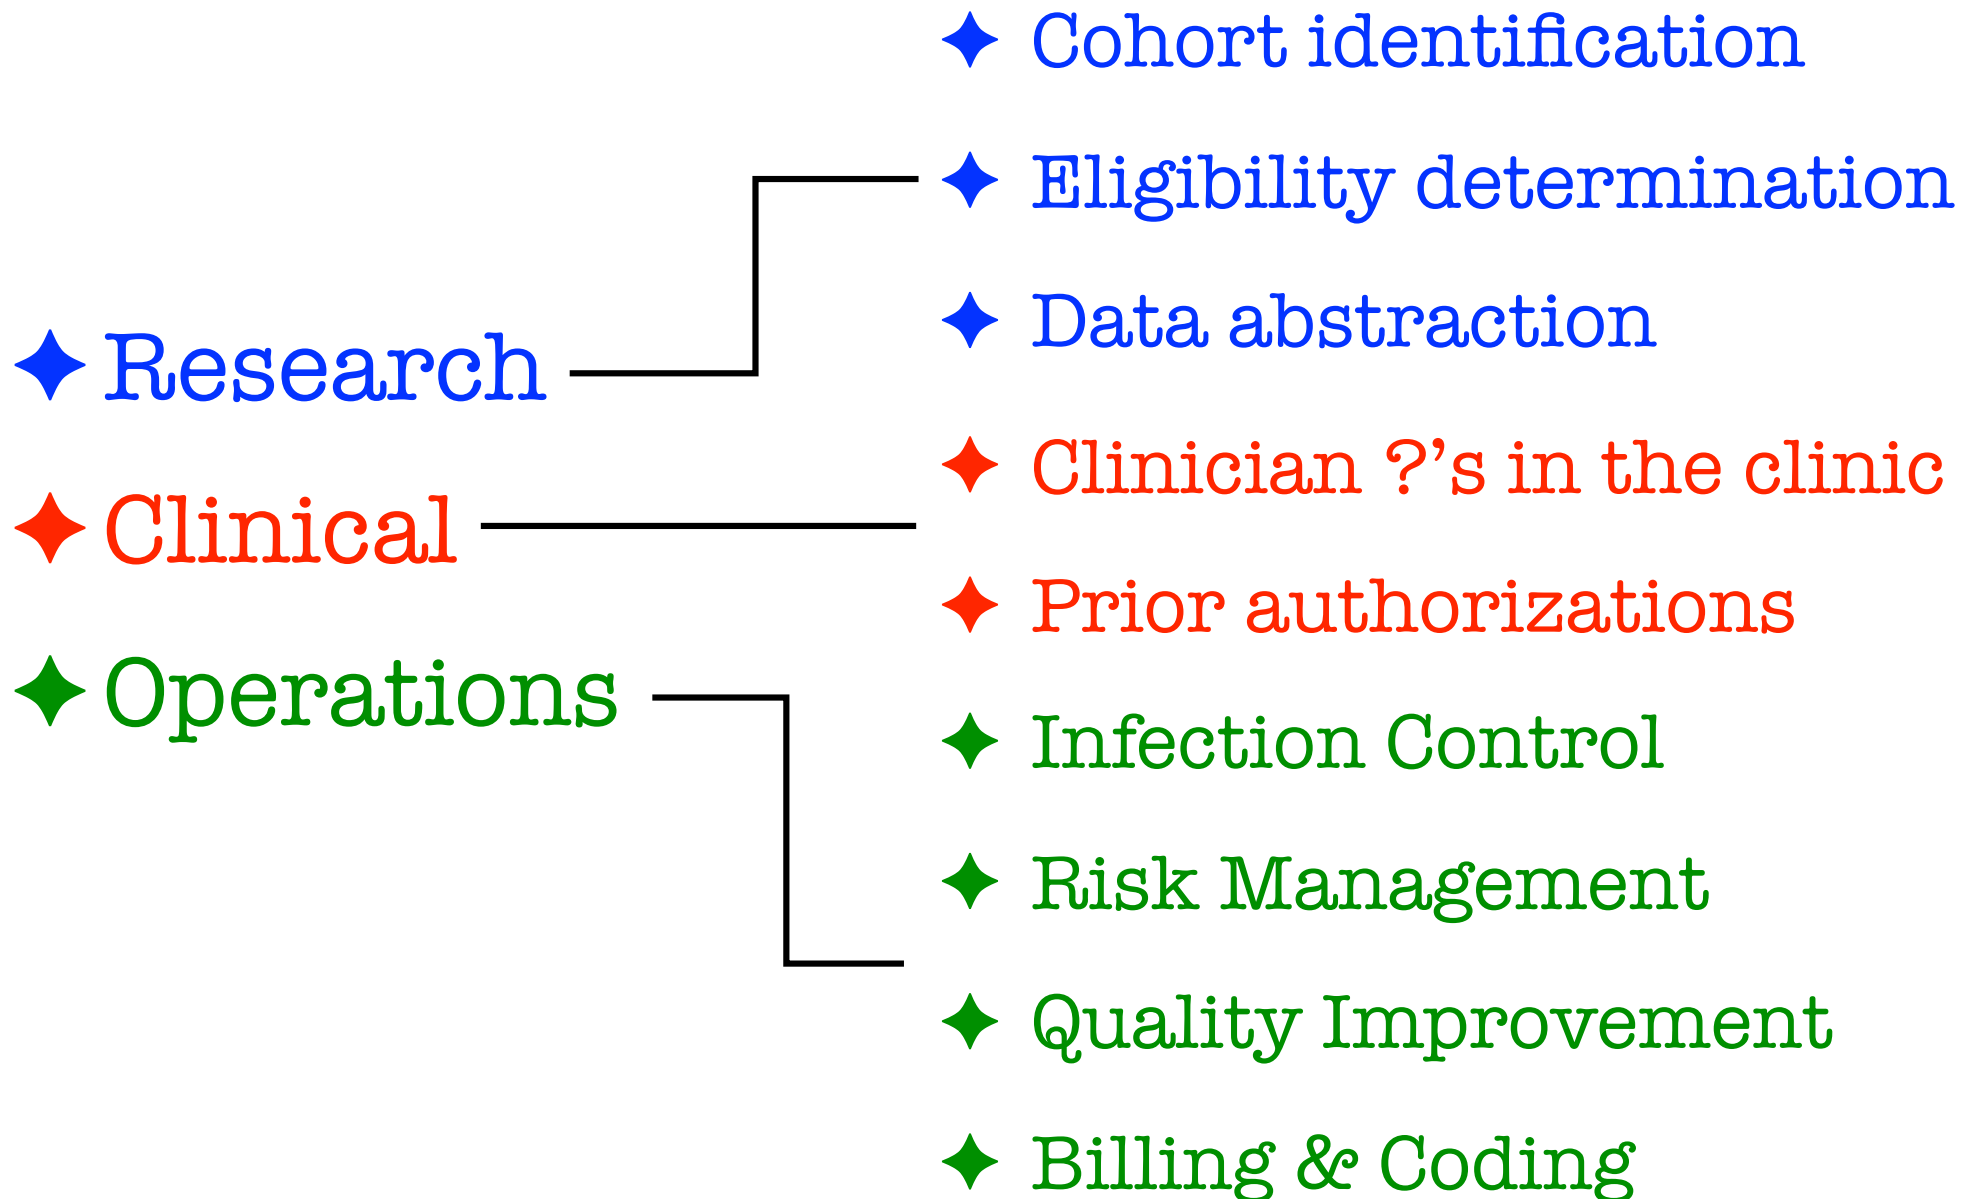 Research
Clinical
Operations
Cohort identification
Eligibility determination
Data abstraction
Clinician ?’s in the clinic
Prior authorizations
Infection Control
Risk Management
Quality Improvement
Billing & Coding